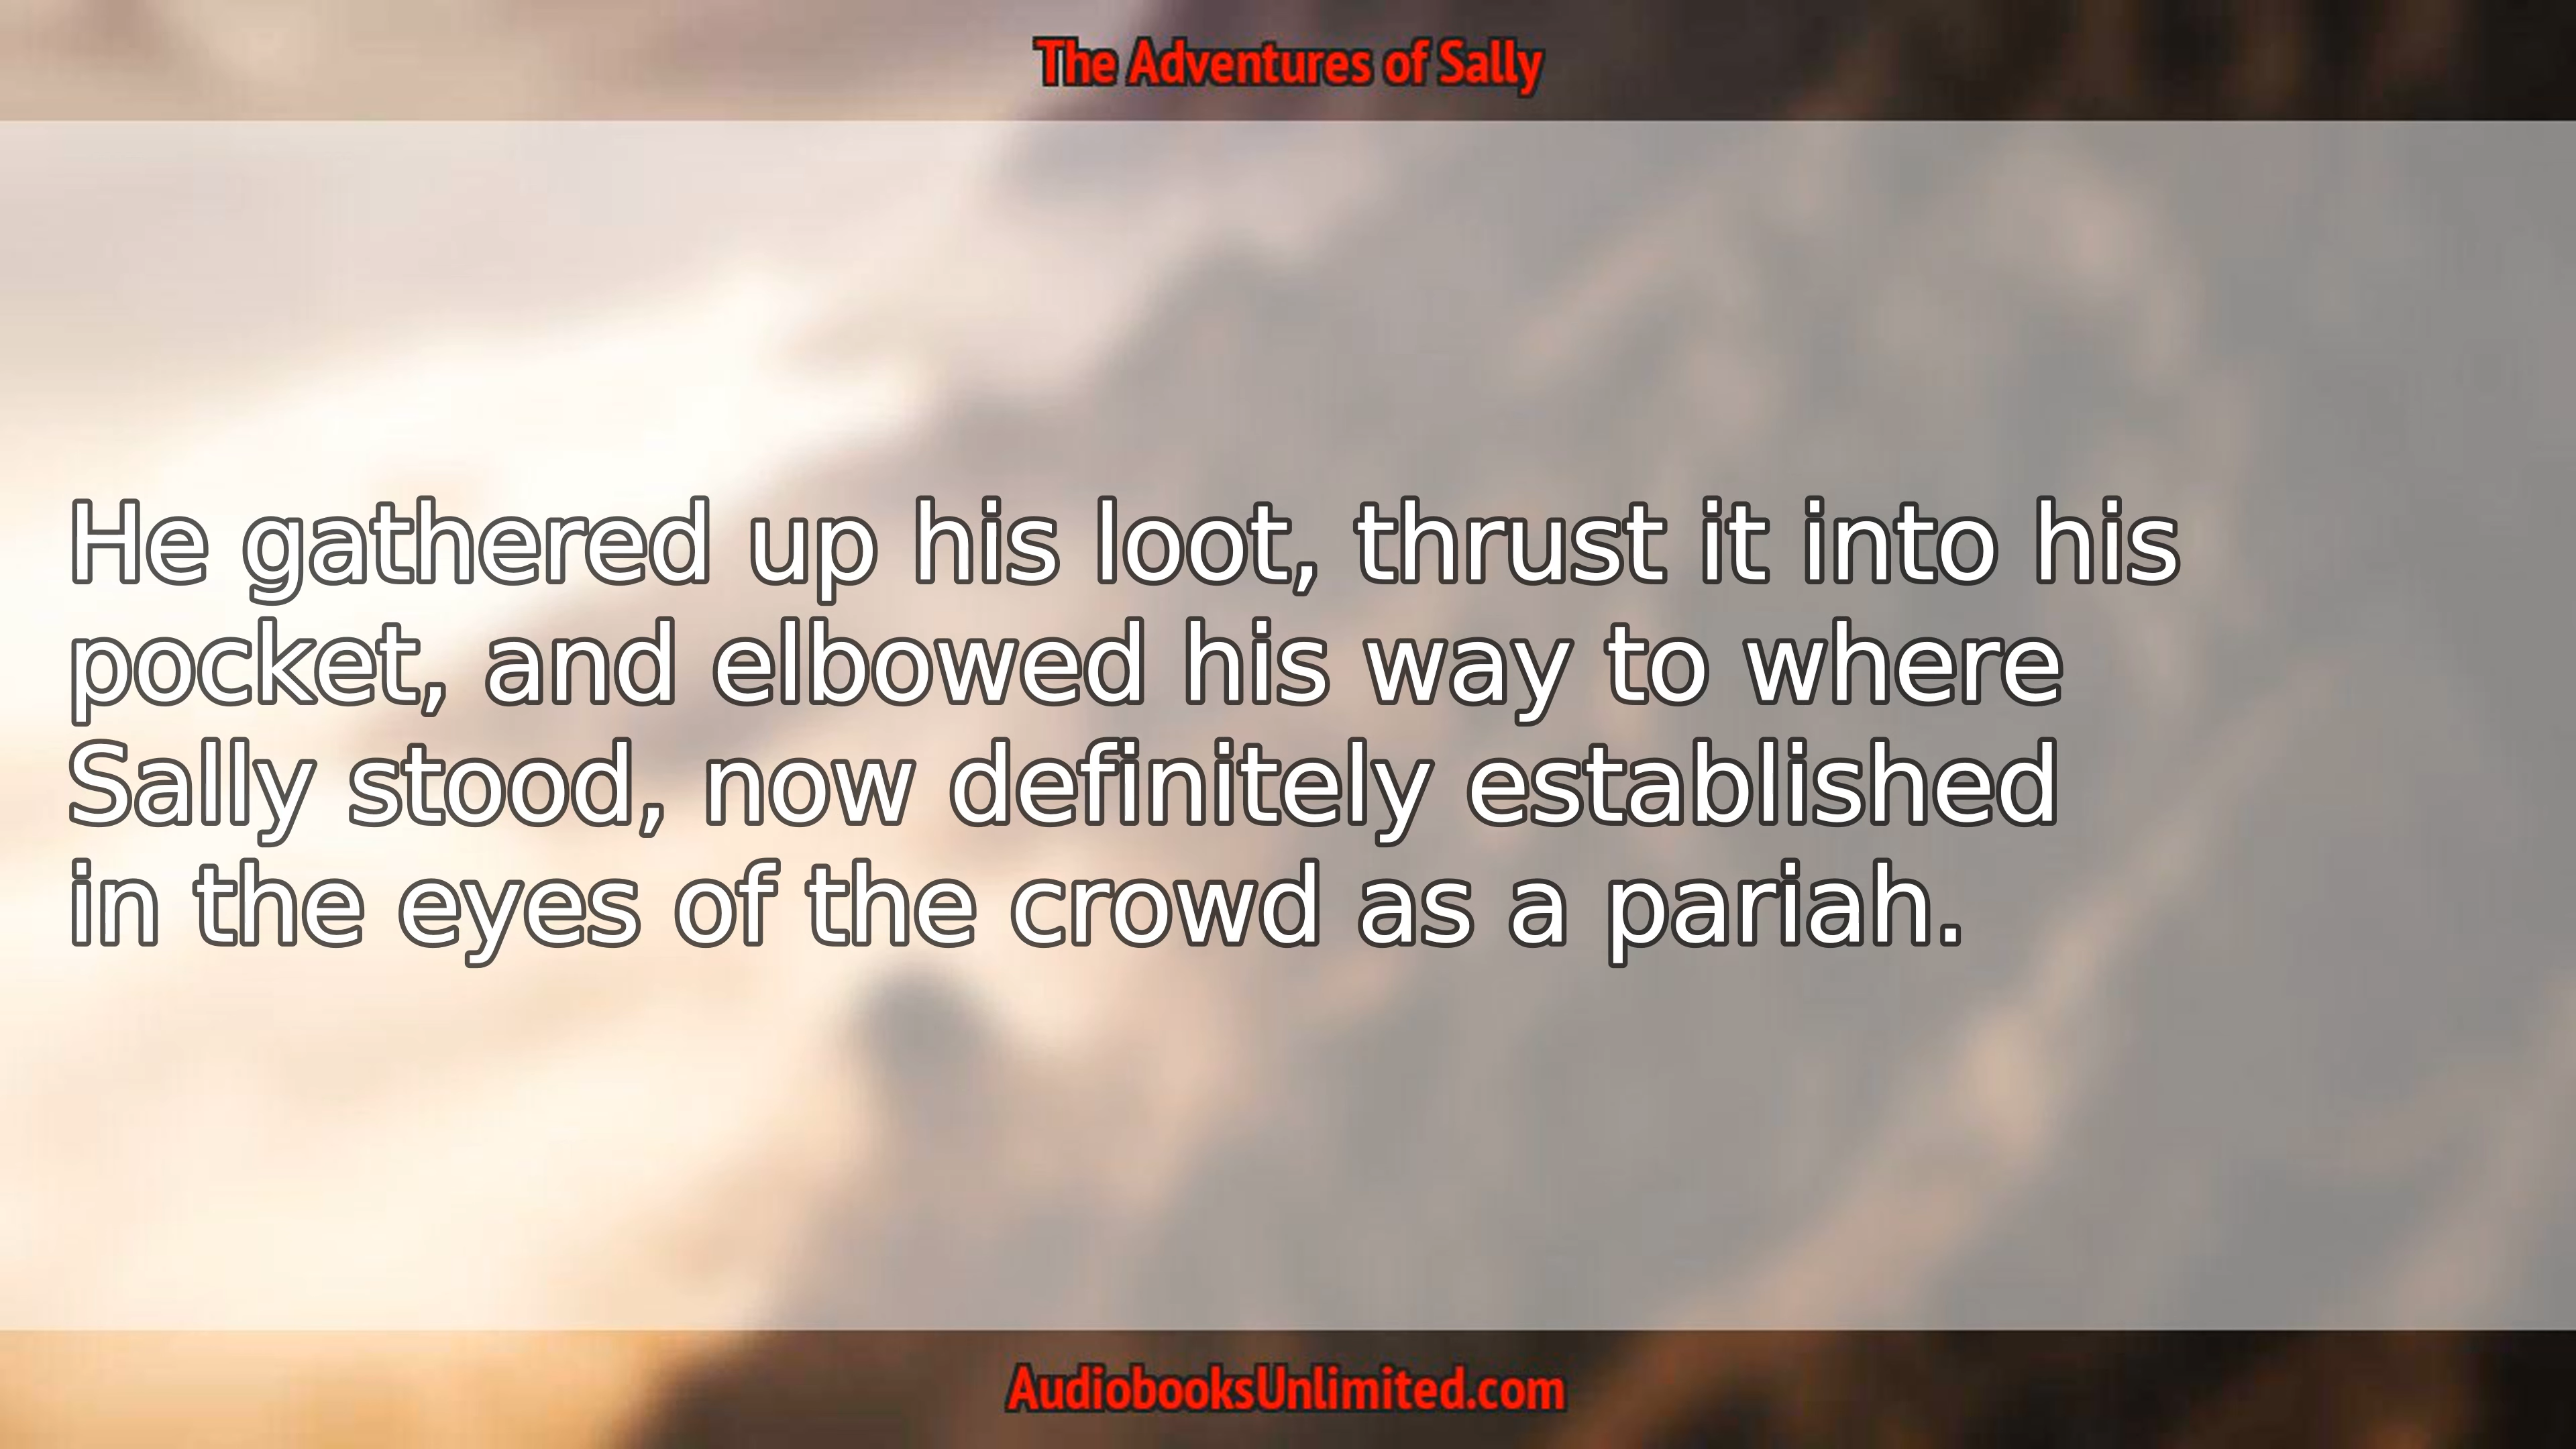 The Adventures of Sally
He gathered up his loot, thrust it into his
pocket, and elbowed his way to where
Sally stood, now definitely established
in the eyes of the crowd as a pariah.
AudiobooksUnlimited.com